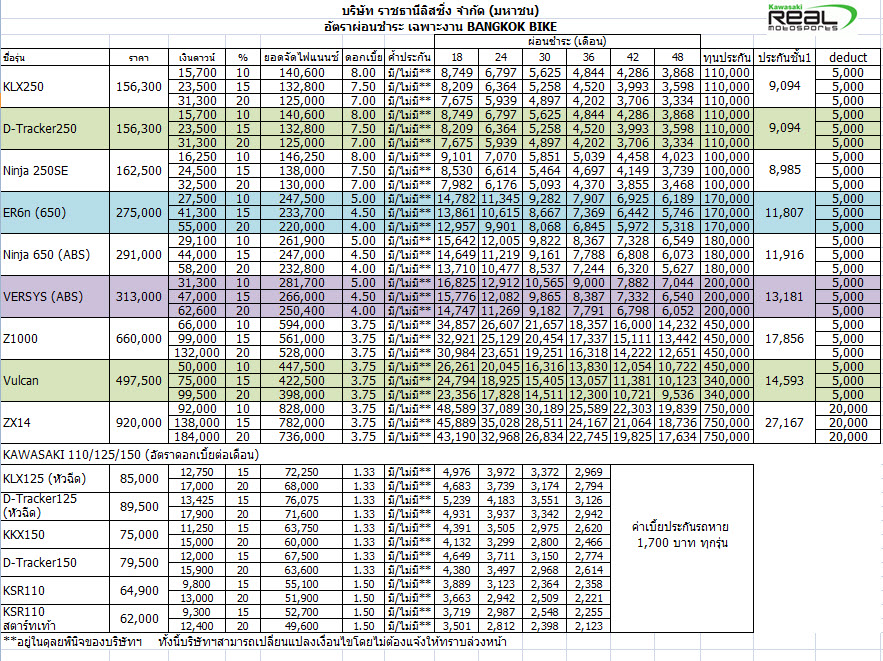 บริษัท ราชธานีลิสซิ่ง จำกัด (มหาชน)
อัตราผ่อนชำระ เฉพาะงาน BANGKOK BIKE
Kawasaki
REAL
MOTOSPORTS
ผ่อนชำระ (เดือน)
ชื่อรุ่น ราคา เงินดาวน์ % ยอดจัดไฟแนนซ์ ดอกเบี้ย ค้ำประกัน 18 24 30 36 42 48 ทุนประกัน ประกันชั้น1 deduct
15,700 10 140,600 8.00 มี/ไม่มี** 8,749 6,797 5,625 4,844 4,286 3,868 110,000 5,000
KLX250 156,300 23,500 15 132,800 7.50 มี/ไม่มี** 8,209 6,364 5,258 4,520 3,993 3,598 110,000 9,094 5,000
31,300 20 125,000 7.00 มี/ไม่มี** 7,675 5,939 4,897 4,202 3,706 3,334 110,000 5,000
15,700 10 140,600 8.00 มี/ไม่มี** 8,749 6,797 5,625 4,844 4,286 3,868 110,000 5,000
D-Tracker250 156,300 23,500 15 132,800 7.50 มี/ไม่มี** 8,209 6,364 5,258 4,520 3,993 3,598 110,000 9,094 5,000
31,300 20 125,000 7.00 มี/ไม่มี** 7,675 5,939 4,897 4,202 3,706 3,334 110,000 5,000
16,250 10 146,250 8.00 มี/ไม่มี** 9,101 7,070 5,851 5,039 4,458 4,023 100,000 5,000
Ninja 250SE 162,500 24,500 15 138,000 7.50 มี/ไม่มี** 8,530 6,614 5,464 4,697 4,149 3,739 100,000 8,985 5,000
32,500 20 130,000 7.00 มี/ไม่มี** 7,982 6,176 5,093 4,370 3,855 3,468 100,000 5,000
27,500 10 247,500 5.00 มี/ไม่มี** 14,782 11,345 9,282 7,907 6,925 6,189 170,000 5,000
ER6n (650) 275,000 41,300 15 233,700 4.50 มี/ไม่มี** 13,861 10,615 8,667 7,369 6,442 5,746 170,000 11,807 5,000
55,000 20 220,000 4.00 มี/ไม่มี** 12,957 9,901 8,068 6,845 5,972 5,318 170,000 5,000
29,100 10 261,900 5.00 มี/ไม่มี** 15,642 12,005 9,822 8,367 7,328 6,549 180,000 5,000
Ninja 650 (ABS) 291,000 44,000 15 247,000 4.50 มี/ไม่มี** 14,649 11,219 9,161 7,788 6,808 6,073 180,000 11,916 5,000
58,200 20 232,800 4.00 มี/ไม่มี** 13,710 10,477 8,537 7,244 6,320 5,627 180,000 5,000
31,300 10 281,700 5.00 มี/ไม่มี** 16,825 12,912 10,565 9,000 7,882 7,044 200,000 5,000
VERSYS (ABS) 313,000 47,000 15 266,000 4.50 มี/ไม่มี** 15,776 12,082 9,865 8,387 7,332 6,540 200,000 13,181 5,000
62,600 20 250,400 4.00 มี/ไม่มี** 14,747 11,269 9,182 7,791 6,798 6,052 200,000 5,000
66,000 10 594,000 3.75 มี/ไม่มี** 34,857 26,607 21,657 18,357 16,000 14,232 450,000 5,000
Z1000 660,000 99,000 15 561,000 3.75 มี/ไม่มี** 32,921 25,129 20,454 17,337 15,111 13,442 450,000 17,856 5,000
132,000 20 528,000 3.75 มี/ไม่มี** 30,984 23,651 19,251 16,318 14,222 12,651 450,000 5,000
50,000 10 447,500 3.75 มี/ไม่มี** 26,261 20,045 16,316 13,830 12,054 10,722 450,000 5,000
Vulcan 497,500 75,000 15 422,500 3.75 มี/ไม่มี** 24,794 18,925 15,405 13,057 11,381 10,123 340,000 14,593 5,000
99,500 20 398,000 3.75 มี/ไม่มี** 23,356 17,828 14,511 12,300 10,721 9,536 340,000 5,000
92,000 10 828,000 3.75 มี/ไม่มี** 48,589 37,089 30,189 25,589 22,303 19,839 750,000 20,000
ZX14 920,000 138,000 15 782,000 3.75 มี/ไม่มี** 45,889 35,028 28,511 24,167 21,064 18,736 750,000 27,167 20,000
184,000 20 736,000 3.75 มี/ไม่มี** 43,190 32,968 26,834 22,745 19,825 17,634 750,000 20,000
KAWASAKI 110/125/150 (อัตราดอกเบี้ยต่อเดือน)
KLX125 (หัวฉีด) 85,000 12,750 15 72,250 1.33 มี/ไม่มี** 4,976 3,972 3,372 2,969
17,000 20 68,000 1.33 มี/ไม่มี** 4,683 3,739 3,174 2,794
D-Tracker125 (หัวฉีด) 89,500 13,425 15 76,075 1.33 มี/ไม่มี** 5,239 4,183 3,551 3,126
17,900 20 71,600 1.33 มี/ไม่มี** 4,931 3,937 3,342 2,942
KKX150 75,000 11,250 15 63,750 1.33 มี/ไม่มี** 4,391 3,505 2,975 2,620
15,000 20 60,000 1.33 มี/ไม่มี** 4,132 3,299 2,800 2,466
ค่าเบี้ยประกันรถหาย
1,700 บาท ทุกรุ่น
D-Tracker150 79,500 12,000 15 67,500 1.33 มี/ไม่มี** 4,649 3,711 3,150 2,774
15,900 20 63,600 1.33 มี/ไม่มี** 4,380 3,497 2,968 2,614
KSR110 64,900 9,800 15 55,100 1.50 มี/ไม่มี** 3,889 3,123 2,364 2,358
13,000 20 51,900 1.50 มี/ไม่มี** 3,663 2,942 2,509 2,221
KSR110 สตาร์ทเท้า 62,000 9,300 15 52,700 1.50 มี/ไม่มี** 3,719 2,987 2,548 2,255
12,400 20 49,600 1.50 มี/ไม่มี** 3,501 2,812 2,398 2,123
**อยู่ในดุลยพินิจของบริษัทฯ ทั้งนี้บริษัทฯสามารถเปลี่ยนแปลงเงื่อนไขโดยไม่ต้องแจ้งให้ทราบล่วงหน้า